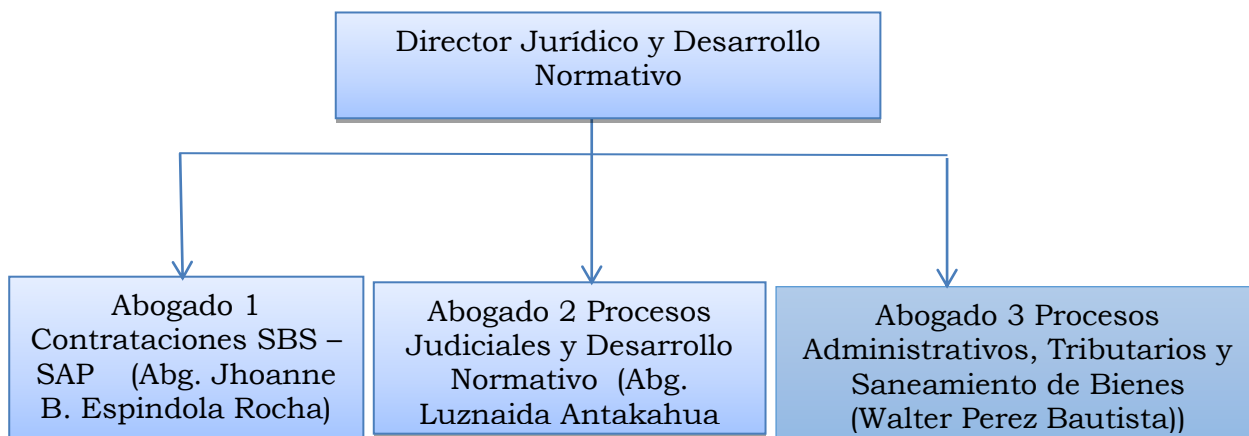 Director Jurídico y Desarrollo
Normativo
Abogado 1
Contrataciones SBS –
SAP (Abg. Jhoanne
B. Espindola Rocha)
Abogado 2 Procesos
Judiciales y Desarrollo
Normativo (Abg.
Luznaida Antakahua
Abogado 3 Procesos
Administrativos, Tributarios y
Saneamiento de Bienes
(Walter Perez Bautista))